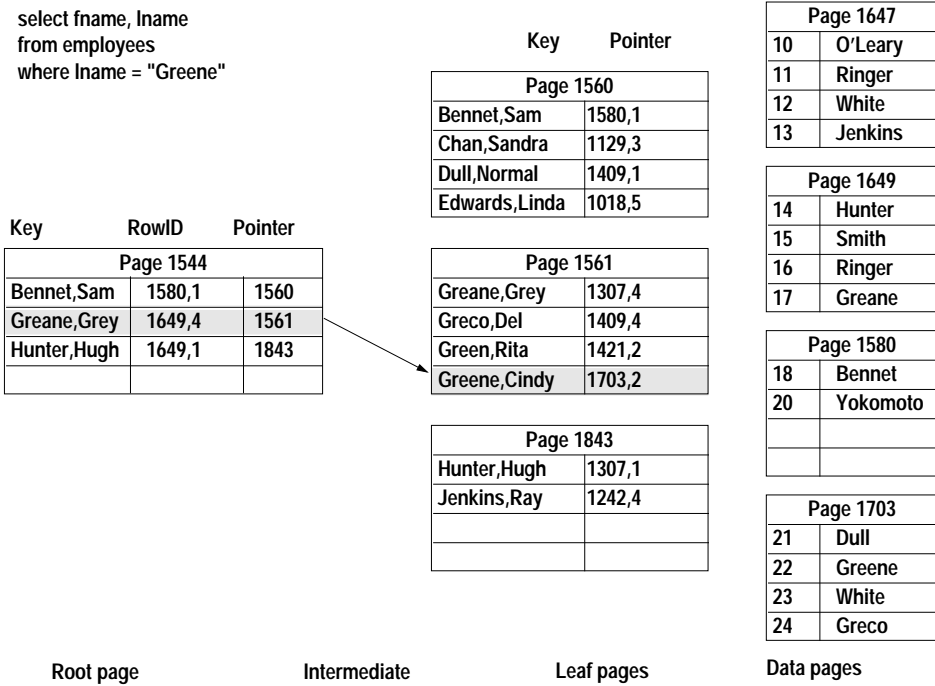 select fname, lname
from employees
where lname = "Greene"
Key RowID Pointer
Page 1544
Bennet,Sam 1580,1 1560
Greane,Grey 1649,4 1561
Hunter,Hugh 1649,1 1843
Key Pointer
Page 1560
Bennet,Sam 1580,1
Chan,Sandra 1129,3
Dull,Normal 1409,1
Edwards,Linda 1018,5
Page 1561
Greane,Grey 1307,4
Greco,Del 1409,4
Green,Rita 1421,2
Greene,Cindy 1703,2
Page 1843
Hunter,Hugh 1307,1
Jenkins,Ray 1242,4
Page 1647
10 O’Leary
11 Ringer
12 White
13 Jenkins
Page 1649
14 Hunter
15 Smith
16 Ringer
17 Greane
Page 1580
18 Bennet
20 Yokomoto
Page 1703
21 Dull
22 Greene
23 White
24 Greco
Root page Intermediate Leaf pages Data pages